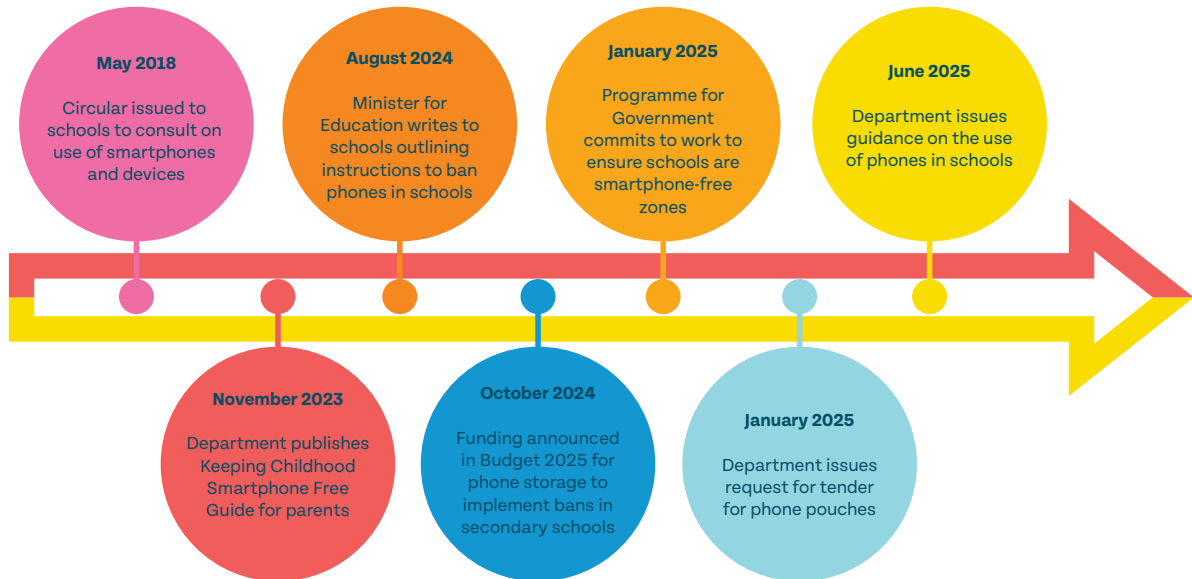 May 2018
Circular issued to
schools to consult on
use of smartphones
and devices
November 2023
Department publishes
Keeping Childhood
Smartphone Free
Guide for parents
August 2024
Minister for
Education writes to
schools outlining
instructions to ban
phones in schools
October 2024
Funding announced
in Budget 2025 for
phone storage to
implement bans in
secondary schools
January 2025
Programme for
Government
commits to work to
ensure schools are
smartphone-free
zones
January 2025
Department issues
request for tender
for phone pouches
June 2025
Department issues
guidance on the use
of phones in schools